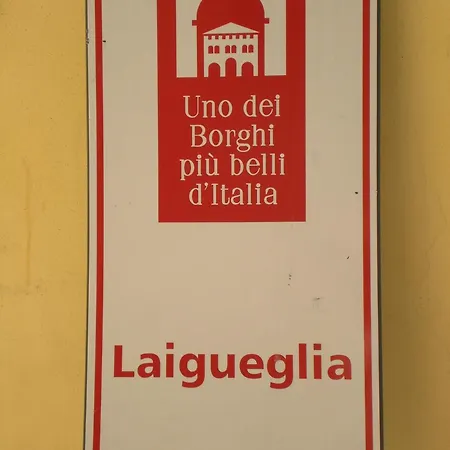 Uno dei
Borghi
più belli
d'Italia
Laigueglia